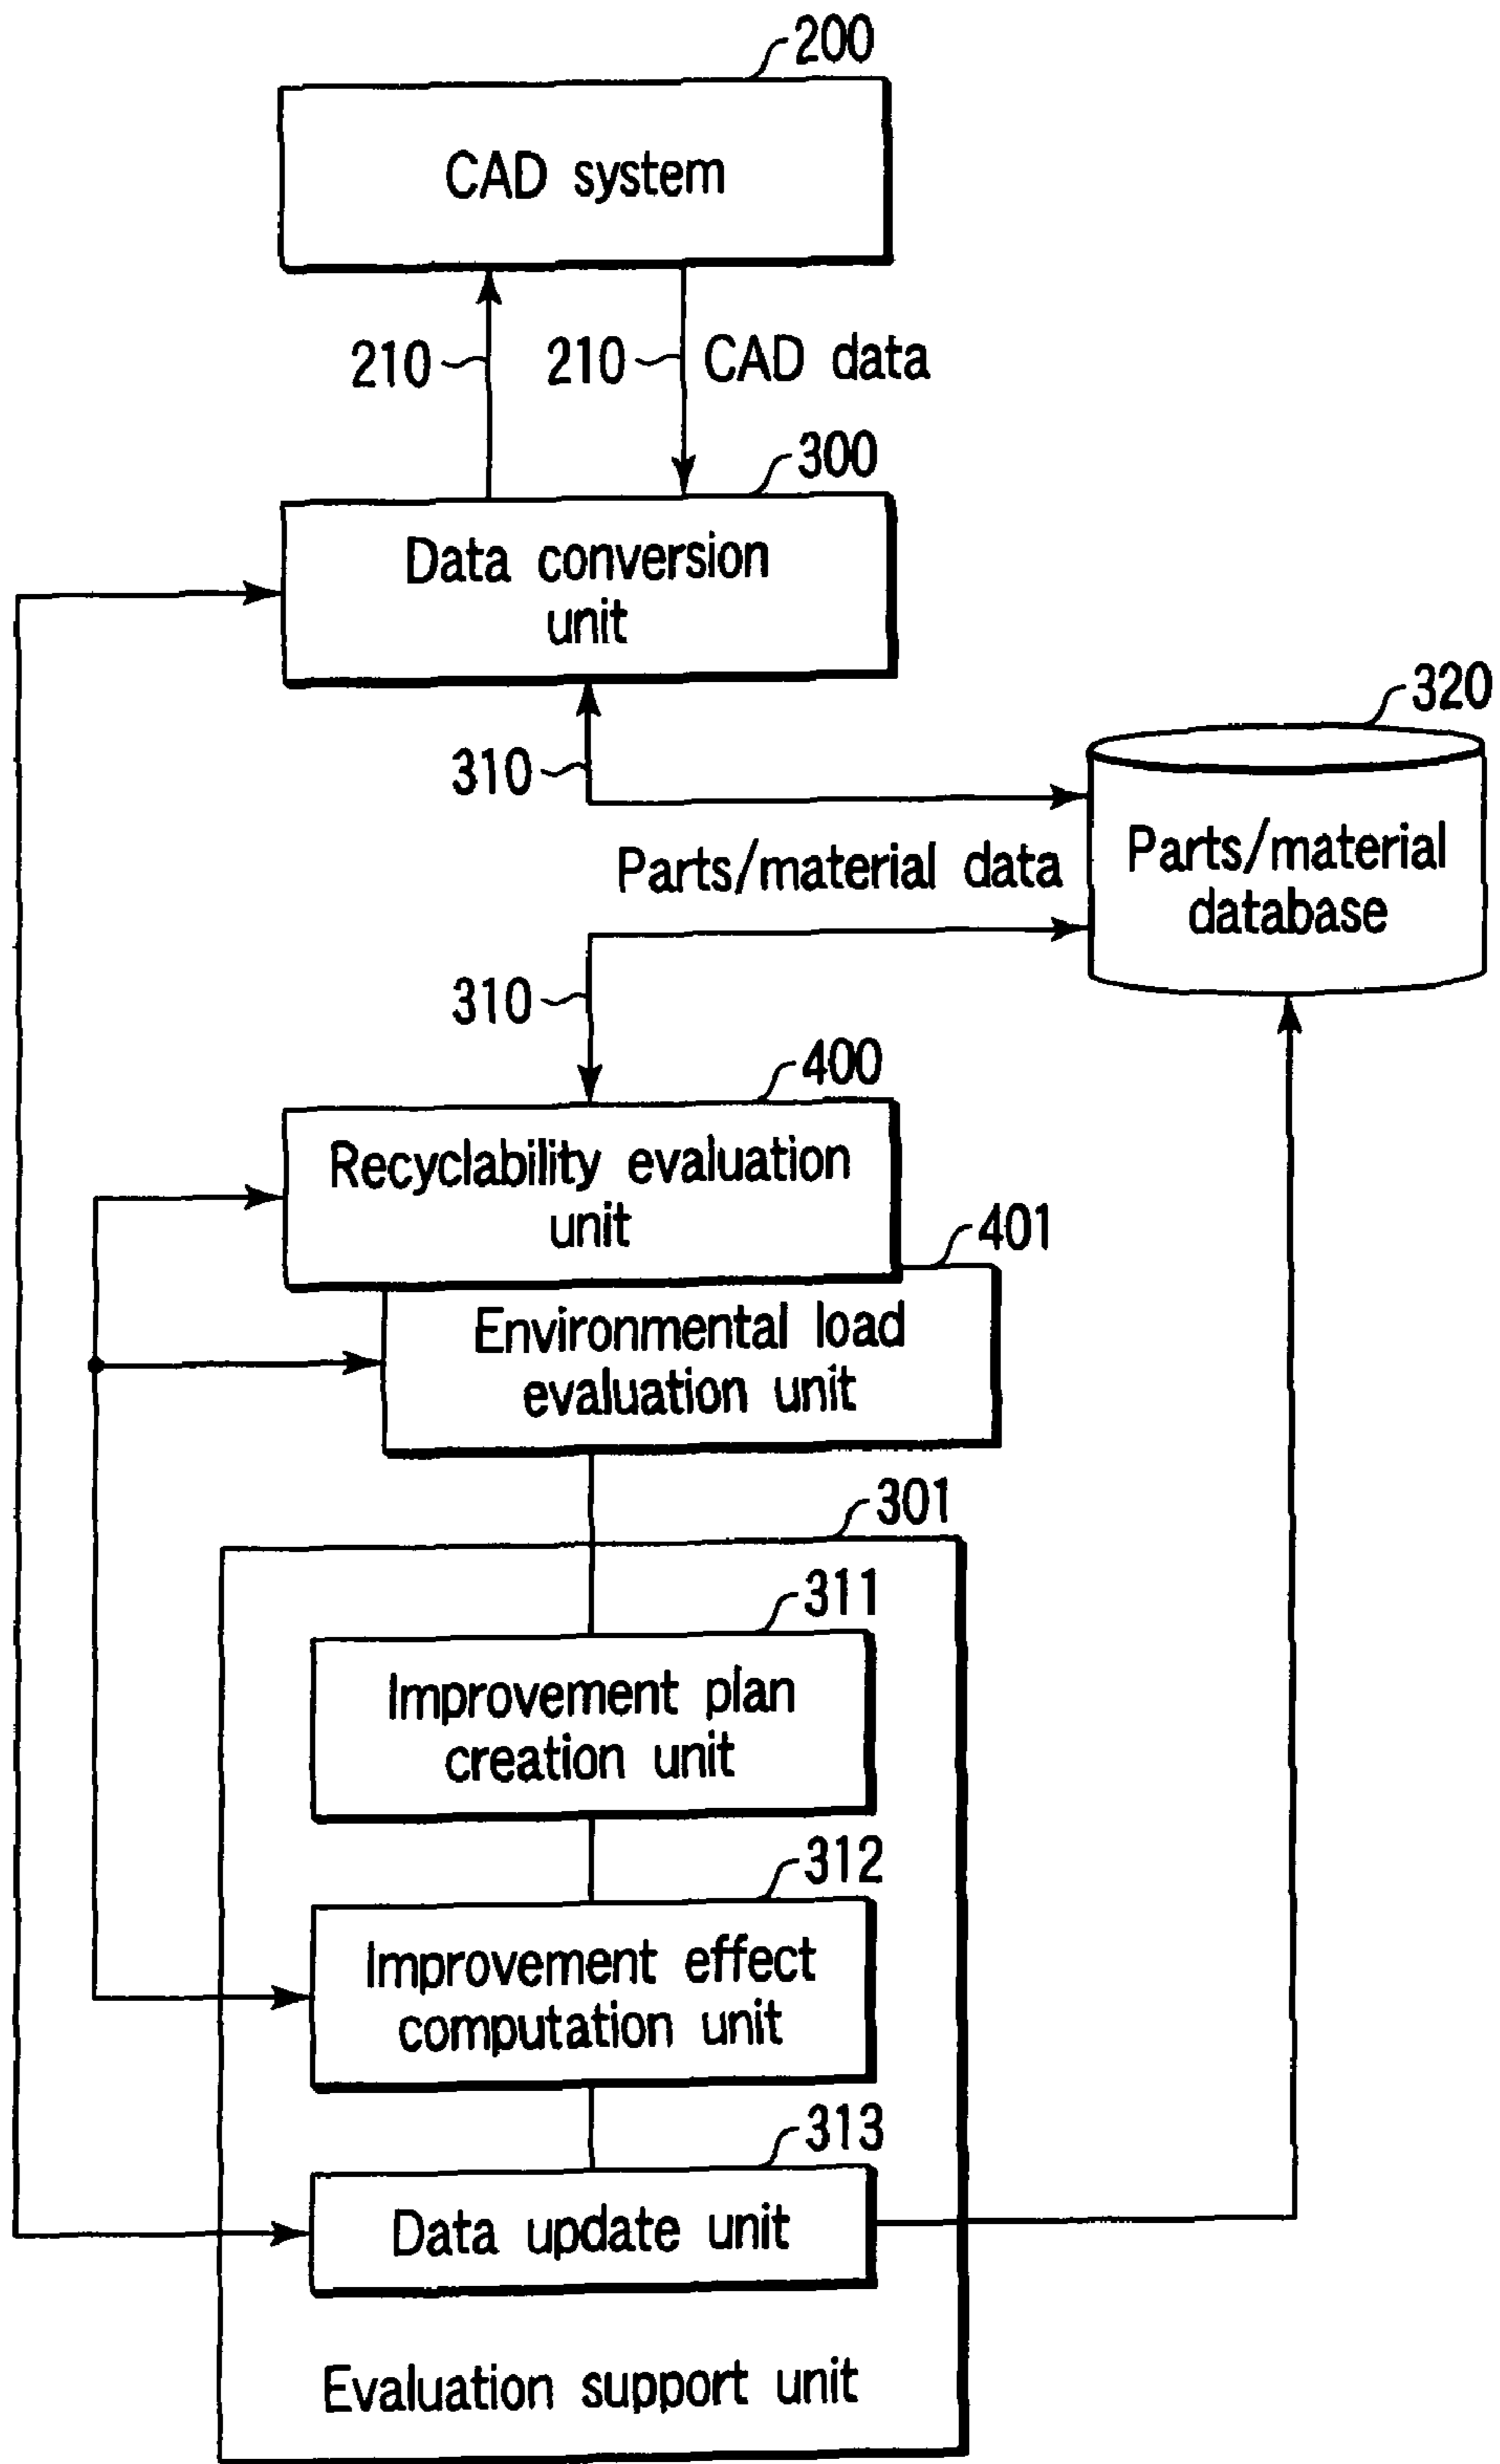 200
CAD system
210
210
CAD data
300
Data conversion
unit
320
310
Parts/material
database
Parts/material data
310
400
Recyclability evaluation
unit
401
Environmental load
evaluation unit
301
311
Improvement plan
creation unit
312
Improvement effect
computation unit
313
Data update unit
Evaluation support unit